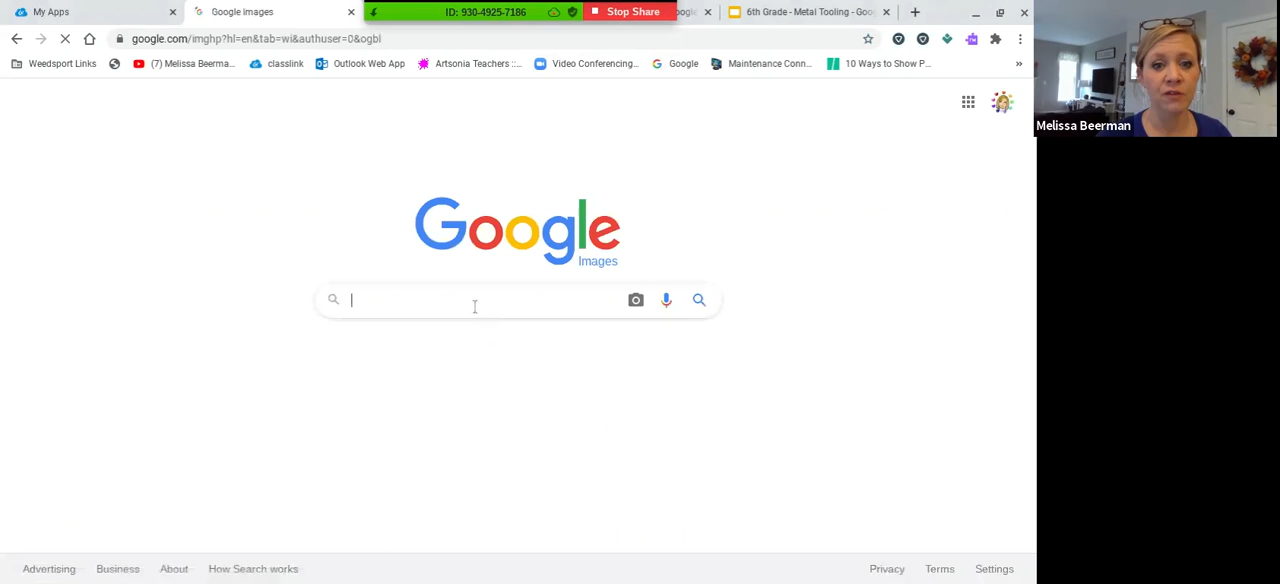 My Apps
Google Images
ID: 930-4925-7186
Stop Share
6th Grade - Metal Tooling - Goo
google.com/imghp?hl=en&tab=wi&authuser=0&ogbl
Weedsport Links
(7) Melissa Beerma...
classlink
Outlook Web App
Artsonia Teachers ::...
Video Conferencing...
Google
Maintenance Conn...
10 Ways to Show P...
»
Melissa Beerman
Google
Images
Advertising
Business
About
How Search works
Privacy
Terms
Settings